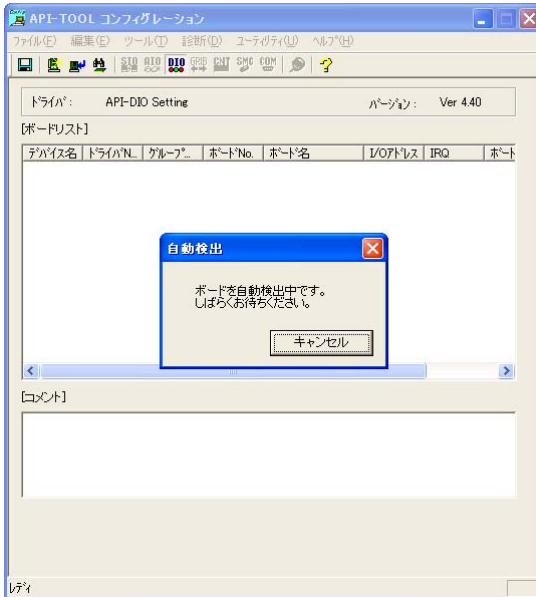 API-TOOL コンフィグレーション
ファイル(F) 編集(E) ツール(T) 診断(D) ユーティリティ(U) ヘルプ(H)
SIO AIO DIO GPIB CNT SMC COM
ドライバ: API-DIO Setting バージョン: Ver 4.40
[ボードリスト]
デバイス名 ドライバN... グループ... ボードNo. ボード名 I/Oアドレス IRQ ボード
自動検出
ボードを自動検出中です。
しばらくお待ちください。
キャンセル
[コメント]
レディ